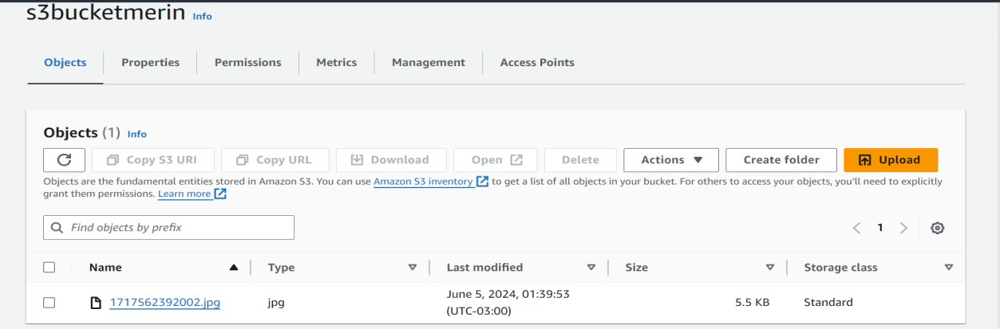 s3bucketmerin Info
Objects Properties Permissions Metrics Management Access Points
Objects (1) Info
Copy S3 URI Copy URL Download Open Delete Actions Create folder Upload
Objects are the fundamental entities stored in Amazon S3. You can use Amazon S3 inventory to get a list of all objects in your bucket. For others to access your objects, you'll need to explicitly
grant them permissions. Learn more
Find objects by prefix
1
Name Type Last modified Size Storage class
1717562392002.jpg jpg June 5, 2024, 01:39:53 5.5 KB Standard
(UTC-03:00)